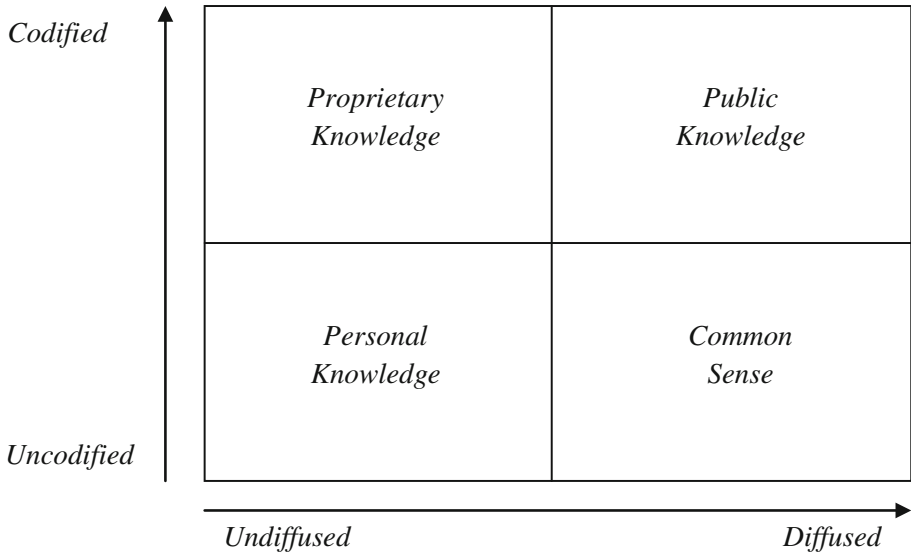 Codified
Proprietary
Knowledge
Public
Knowledge
Personal
Knowledge
Common
Sense
Uncodified
Undiffused
Diffused